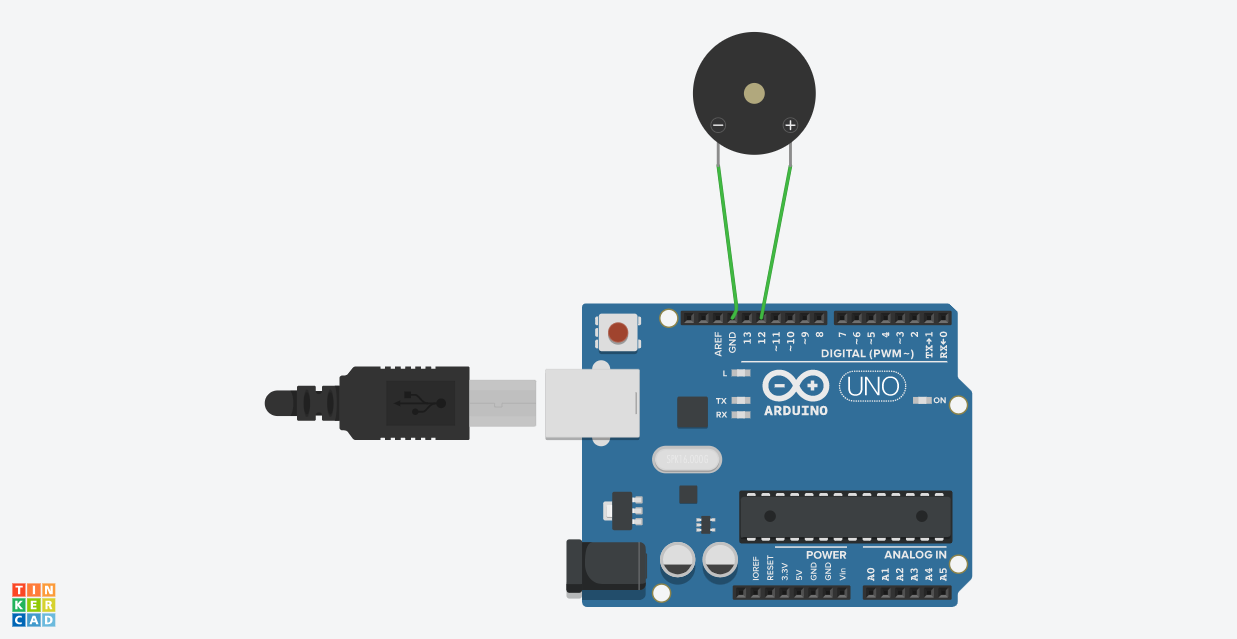 − +
AREF
GND
13
12
~11
~10
~9
8
7
~6
~5
4
~3
2
TX→1
RX←0
DIGITAL (PWM~)
L
TX
RX
ARDUINO
UNO
ON
− +
POWER
ANALOG IN
IOREF
RESET
3.3V
5V
GND
GND
Vin
A0
A1
A2
A3
A4
A5
TIN
KER
CAD